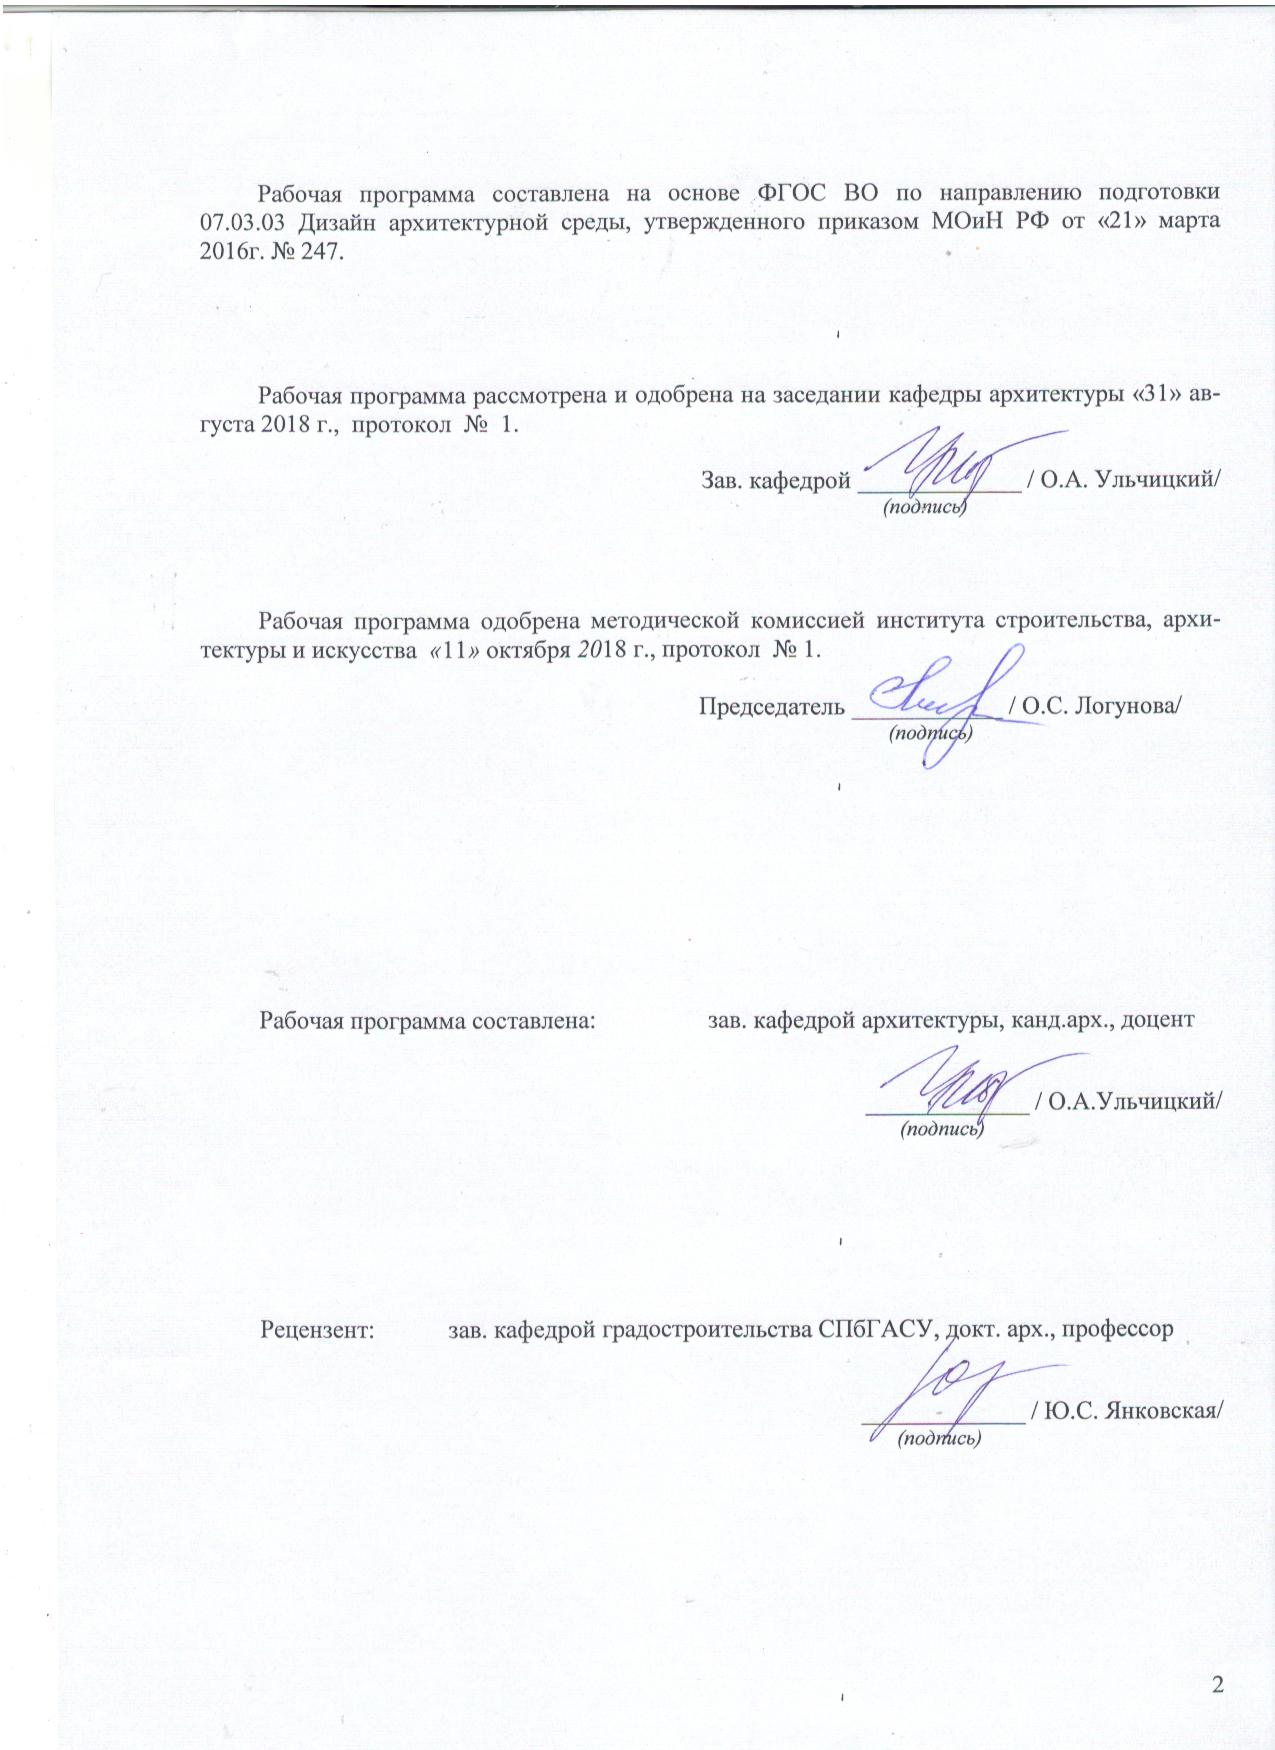 Рабочая программа составлена на основе ФГОС ВО по направлению подготовки
07.03.03 Дизайн архитектурной среды, утвержденного приказом МОиН РФ от «21» марта
2016г. № 247.
Рабочая программа рассмотрена и одобрена на заседании кафедры архитектуры «31» ав-
густа 2018 г., протокол № 1.
Зав. кафедрой _____________ / О.А. Ульчицкий/
(подпись)
Рабочая программа одобрена методической комиссией института строительства, архи-
тектуры и искусства «11» октября 2018 г., протокол № 1.
Председатель ____________ / О.С. Логунова/
(подпись)
Рабочая программа составлена: зав. кафедрой архитектуры, канд.арх., доцент
_____________ / О.А.Ульчицкий/
(подпись)
Рецензент: зав. кафедрой градостроительства СПбГАСУ, докт. арх., профессор
_____________ / Ю.С. Янковская/
(подпись)
2